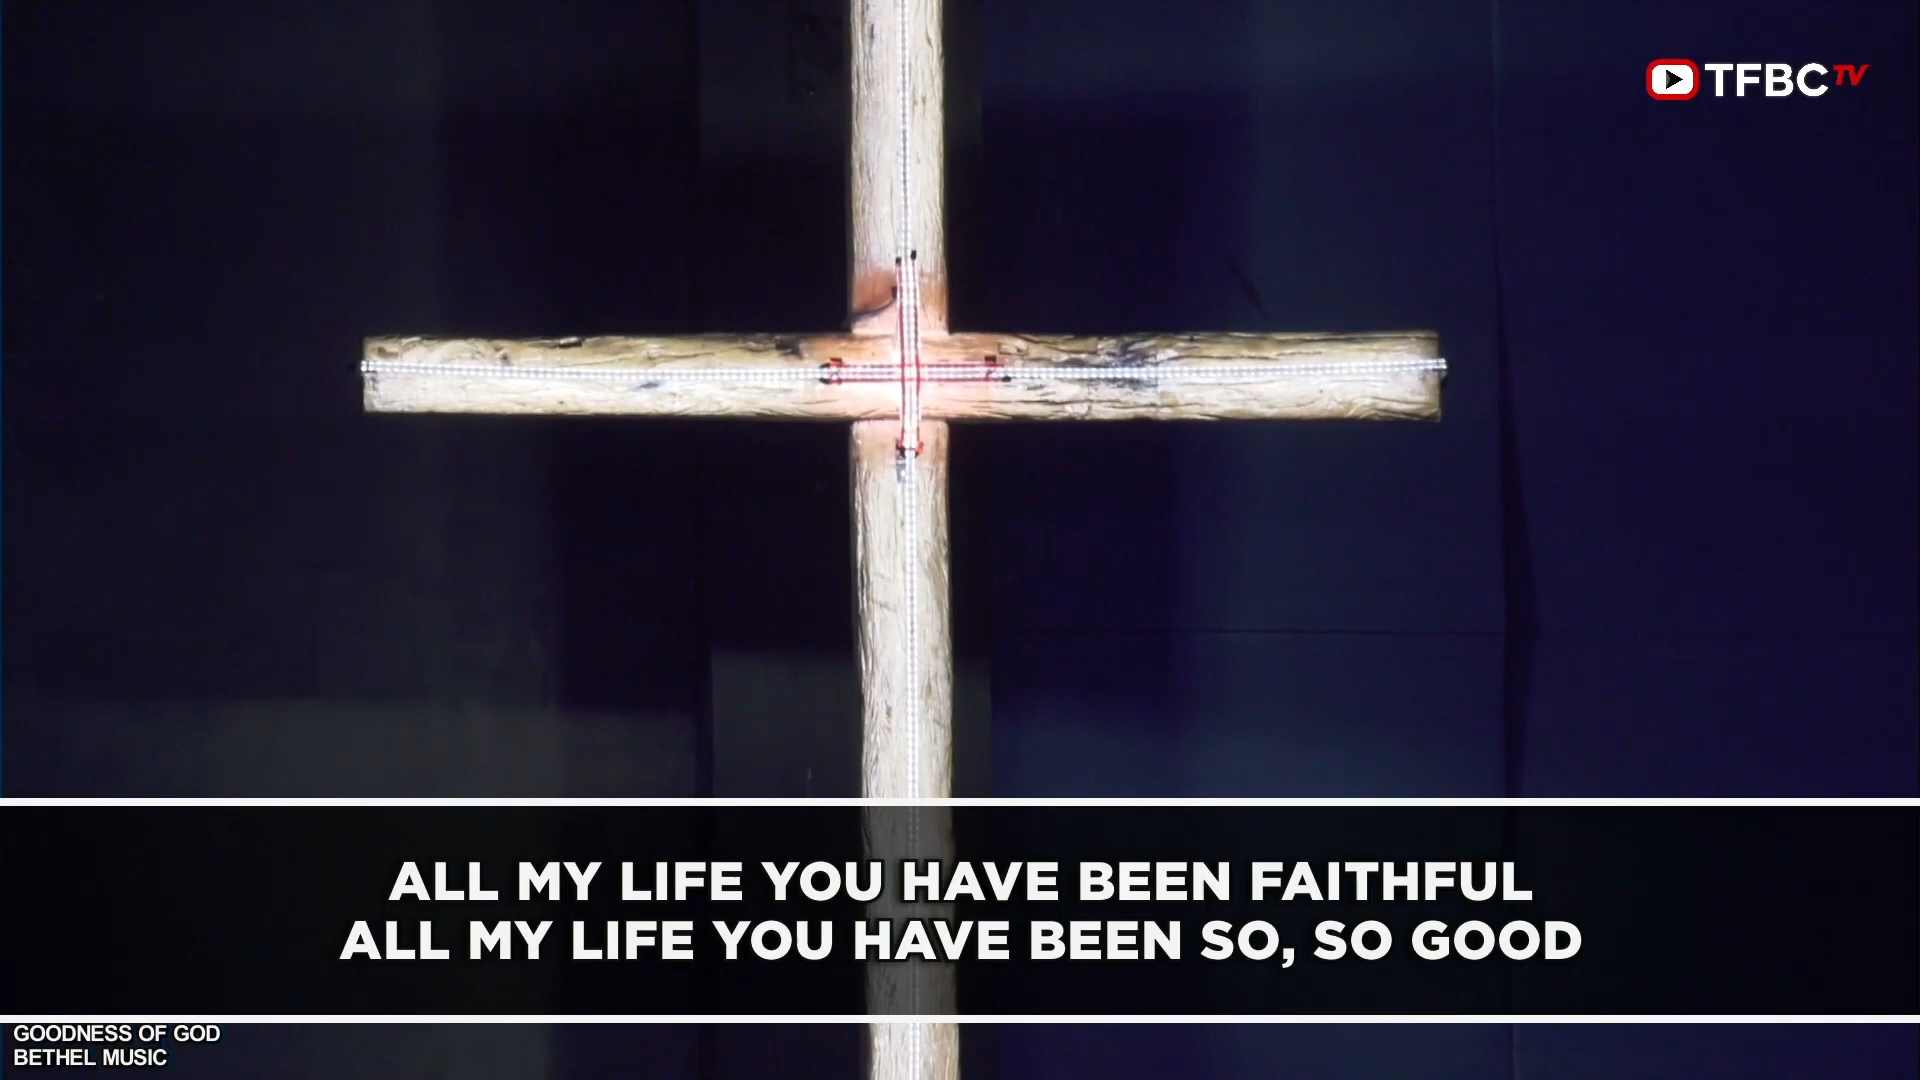 TFBC TV
ALL MY LIFE YOU HAVE BEEN FAITHFUL
ALL MY LIFE YOU HAVE BEEN SO, SO GOOD
GOODNESS OF GOD
BETHEL MUSIC